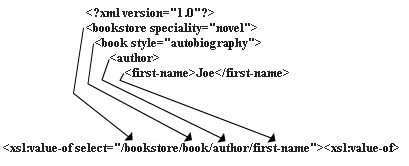 <?xml version="1.0"?>
<bookstore speciality="novel">
<book style="autobiography">
<author>
<first-name>Joe</first-name>
<xsl:value-of select="/bookstore/book/author/first-name"><xsl:value-of>